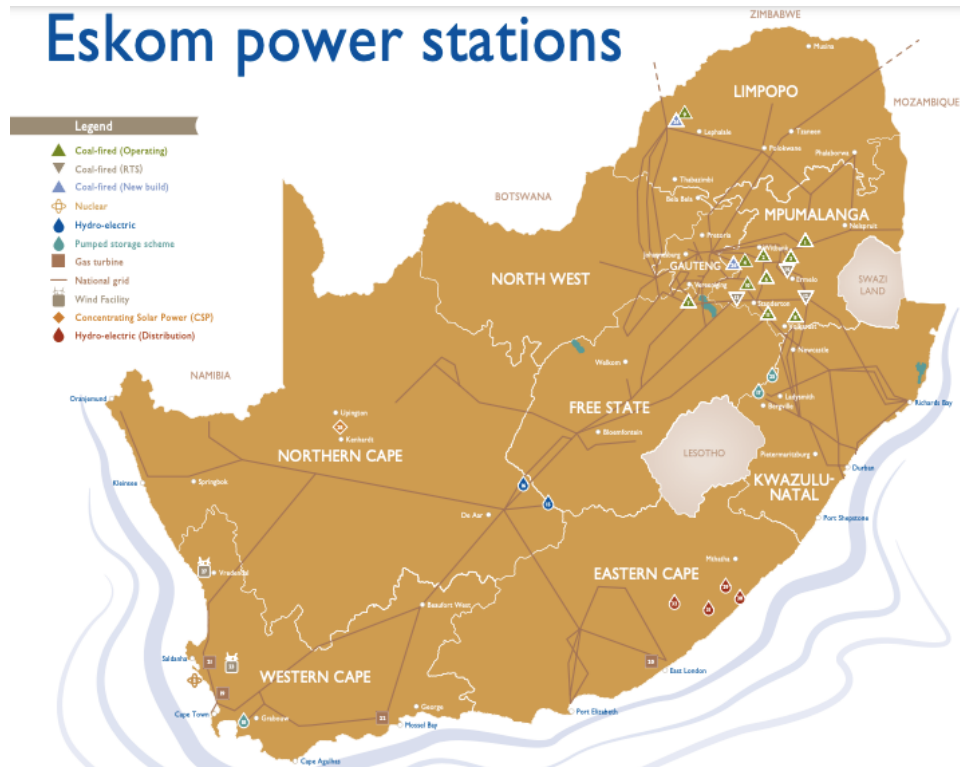 Eskom power stations
Legend
Coal-fired (Operating)
Coal-fired (RTS)
Coal-fired (New build)
Nuclear
Hydro-electric
Pumped storage scheme
Gas turbine
National grid
Wind Facility
Concentrating Solar Power (CSP)
Hydro-electric (Distribution)
ZIMBABWE
Musina
LIMPOPO
MOZAMBIQUE
Lephalale
Tzaneen
Polokwane
Phalaborwa
Thabazimbi
Bela Bela
BOTSWANA
MPUMALANGA
Nelspruit
Pretoria
Witbank
Johannesburg
GAUTENG
NORTH WEST
Ermelo
SWAZI
LAND
Vereeniging
Standerton
Volksrust
Newcastle
Welkom
NAMIBIA
Oranjemund
Upington
Kenhardt
NORTHERN CAPE
FREE STATE
Bloemfontein
Ladysmith
Bergville
Richards Bay
LESOTHO
Pietermaritzburg
KWAZULU-
NATAL
Durban
Kleinsee
Springbok
De Aar
Port Shepstone
Mthatha
EASTERN CAPE
Vredendal
Beaufort West
Saldanha
WESTERN CAPE
East London
Cape Town
Grabouw
George
Mossel Bay
Port Elizabeth
Cape Agulhas